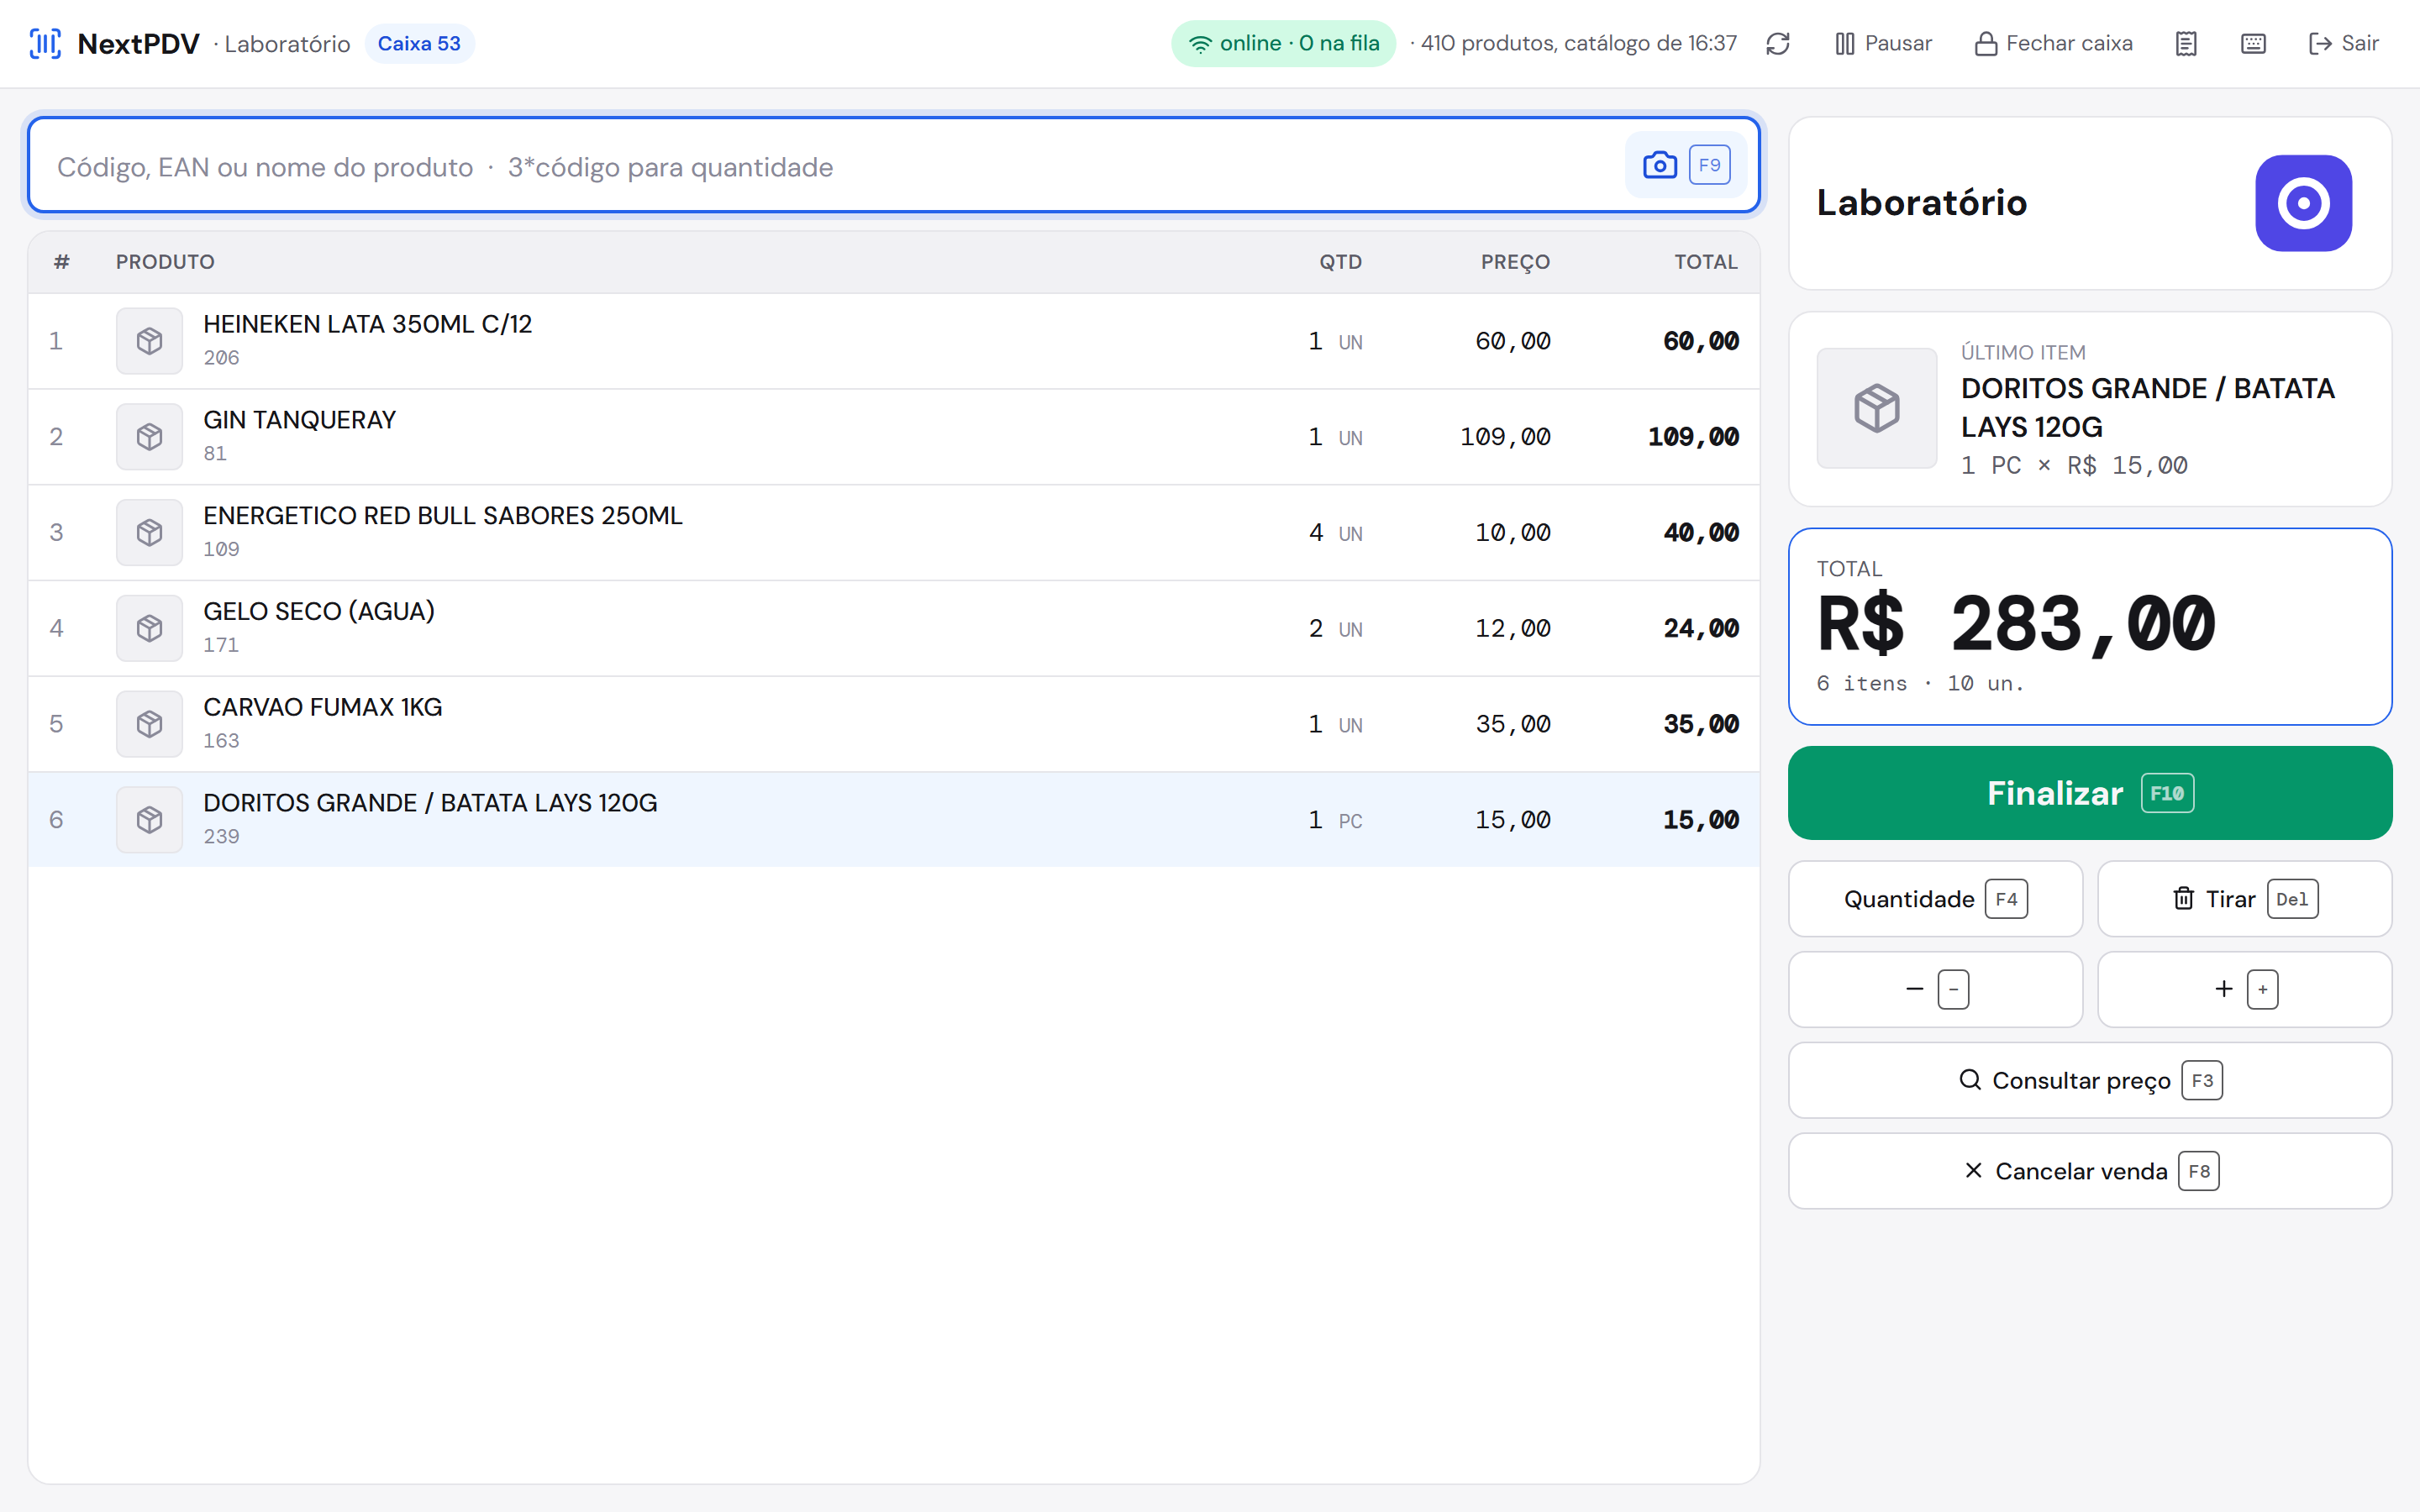 NextPDV · Laboratório Caixa 53
online · 0 na fila · 410 produtos, catálogo de 16:37 Pausar Fechar caixa Sair
Código, EAN ou nome do produto · 3*código para quantidade F9
# PRODUTO QTD PREÇO TOTAL
1 HEINEKEN LATA 350ML C/12 1 UN 60,00 60,00
206
2 GIN TANQUERAY 1 UN 109,00 109,00
81
3 ENERGETICO RED BULL SABORES 250ML 4 UN 10,00 40,00
109
4 GELO SECO (AGUA) 2 UN 12,00 24,00
171
5 CARVAO FUMAX 1KG 1 UN 35,00 35,00
163
6 DORITOS GRANDE / BATATA LAYS 120G 1 PC 15,00 15,00
239
Laboratório
ÚLTIMO ITEM
DORITOS GRANDE / BATATA
LAYS 120G
1 PC × R$ 15,00
TOTAL
R$ 283,00
6 itens · 10 un.
Finalizar F10
Quantidade F4 Tirar Del
− - + +
Consultar preço F3
Cancelar venda F8